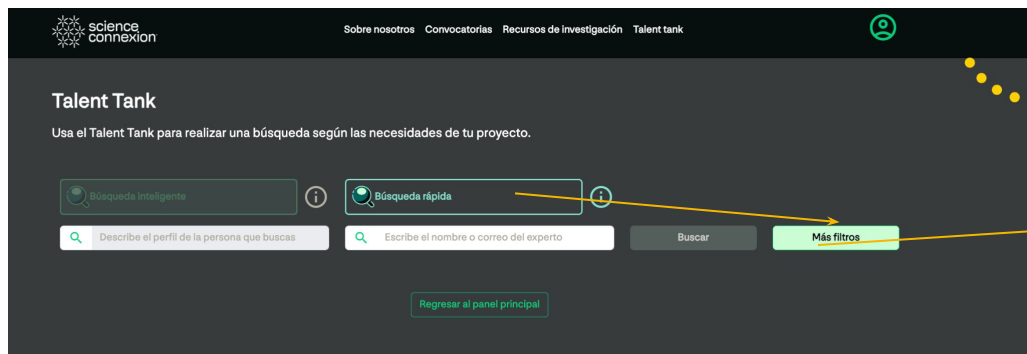 science
connexion
Sobre nosotros Convocatorias Recursos de investigación Talent tank
Talent Tank
Usa el Talent Tank para realizar una búsqueda según las necesidades de tu proyecto.
Búsqueda inteligente
Búsqueda rápida
Describe el perfil de la persona que buscas
Escribe el nombre o correo del experto
Buscar
Más filtros
Regresar al panel principal